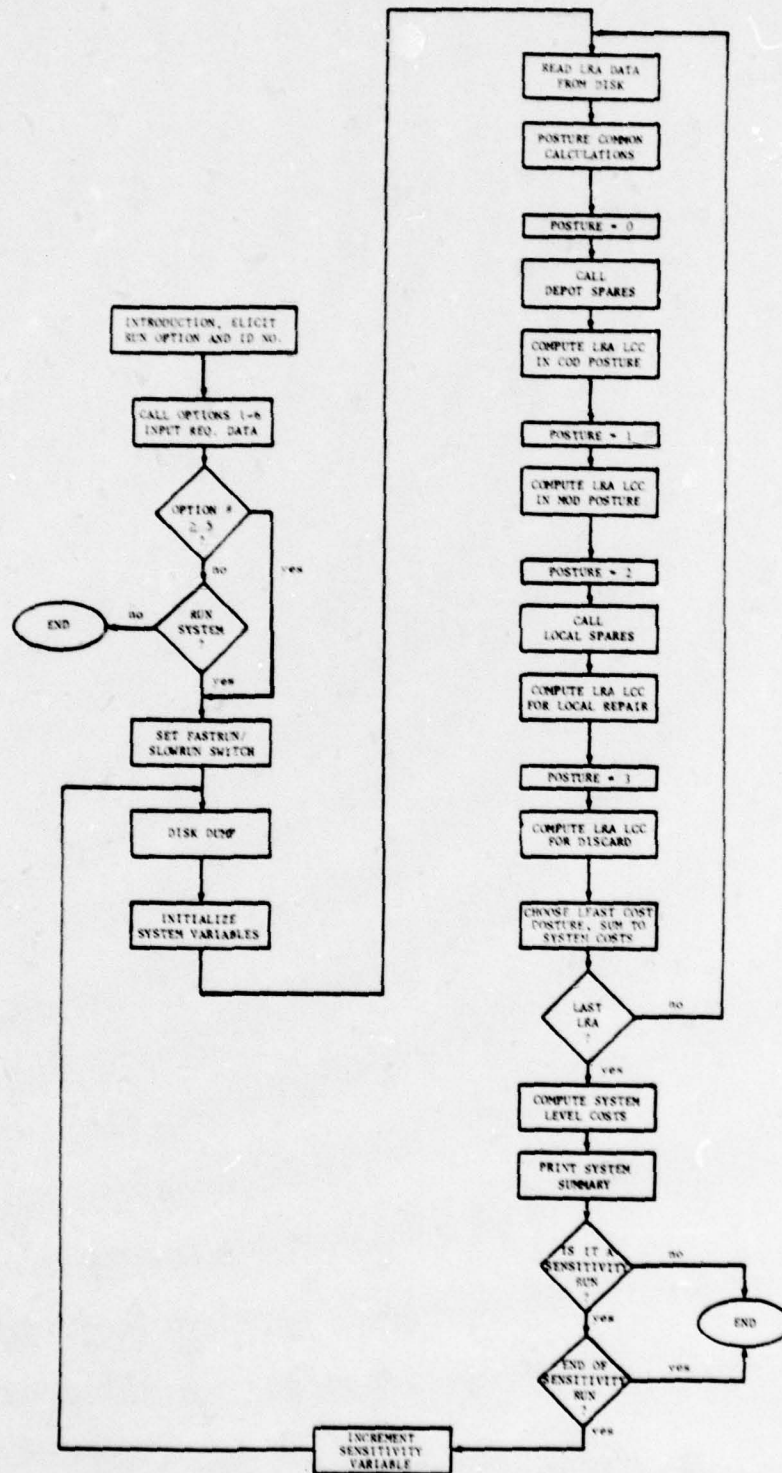 INTRODUCTION, ELICIT
RUN OPTION AND ID NO.
CALL OPTIONS 1-6
INPUT REQ. DATA
OPTION #
≥ 5
?
yes
no
RUN
SYSTEM
?
no
END
yes
SET FASTRUN/
SLOWRUN SWITCH
DISK DUMP
INITIALIZE
SYSTEM VARIABLES
READ LRA DATA
FROM DISK
POSTURE COMMON
CALCULATIONS
POSTURE = 0
CALL
DEPOT SPARES
COMPUTE LRA LCC
IN COD POSTURE
POSTURE = 1
COMPUTE LRA LCC
IN MOD POSTURE
POSTURE = 2
CALL
LOCAL SPARES
COMPUTE LRA LCC
FOR LOCAL REPAIR
POSTURE = 3
COMPUTE LRA LCC
FOR DISCARD
CHOOSE LEAST COST
POSTURE, SUM TO
SYSTEM COSTS
LAST
LRA
?
no
yes
COMPUTE SYSTEM
LEVEL COSTS
PRINT SYSTEM
SUMMARY
IS IT A
SENSITIVITY
RUN
?
no
yes
END
END OF
SENSITIVITY
RUN
?
yes
yes
INCREMENT
SENSITIVITY
VARIABLE